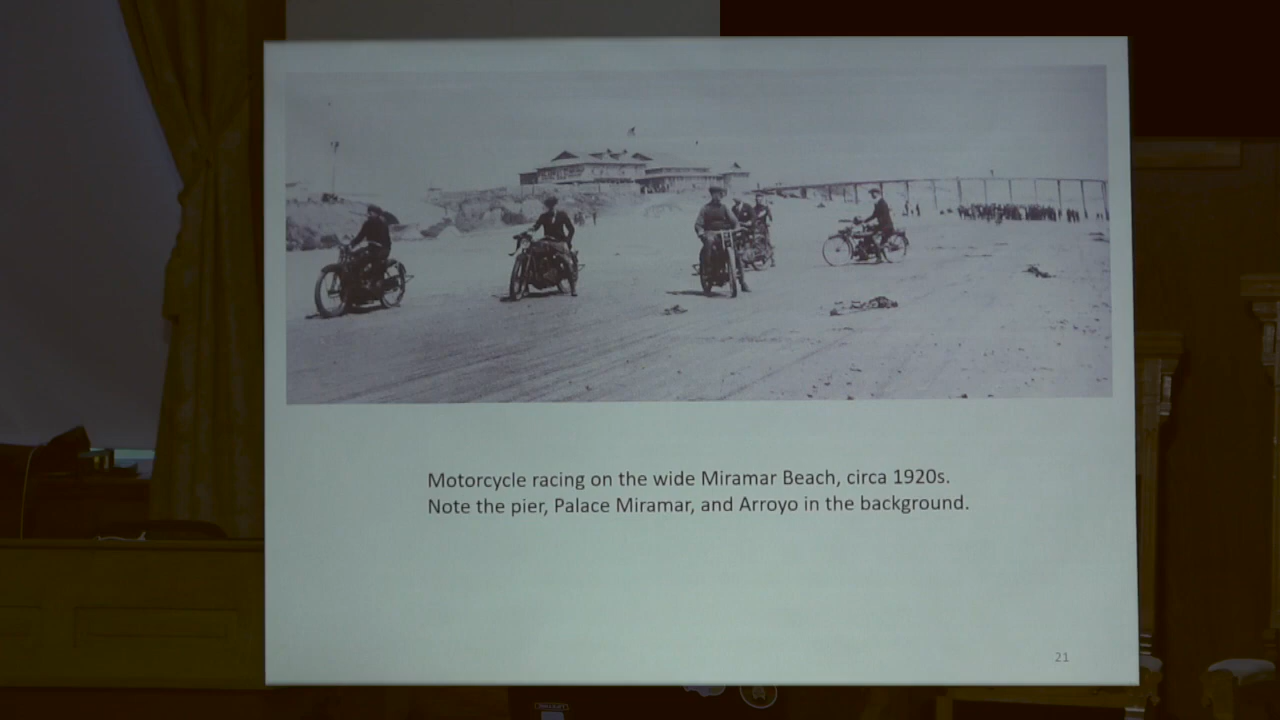 Motorcycle racing on the wide Miramar Beach, circa 1920s.
Note the pier, Palace Miramar, and Arroyo in the background.
21